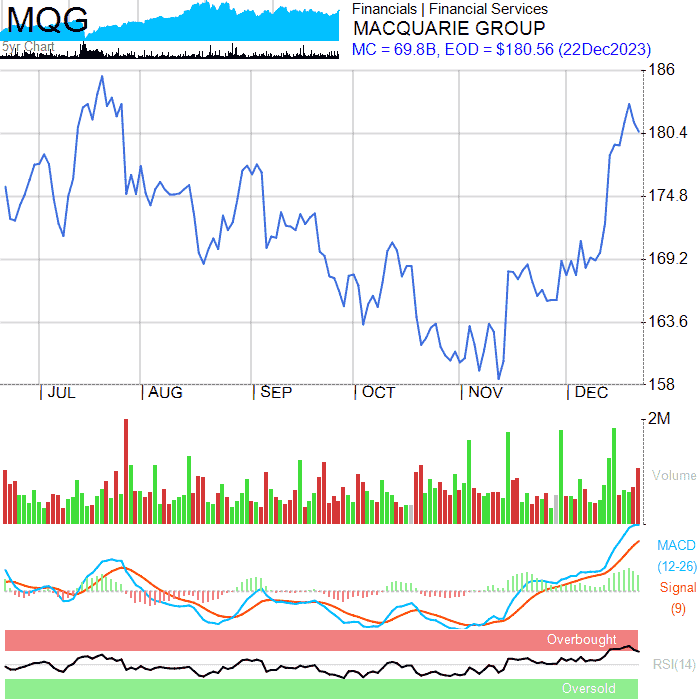 MQG
5yr Chart
Financials | Financial Services
MACQUARIE GROUP
MC = 69.8B, EOD = $180.56 (22Dec2023)
186
180.4
174.8
169.2
163.6
158
| JUL | AUG | SEP | OCT | NOV | DEC
2M
Volume
MACD
(12-26)
Signal
(9)
Overbought
RSI(14)
Oversold